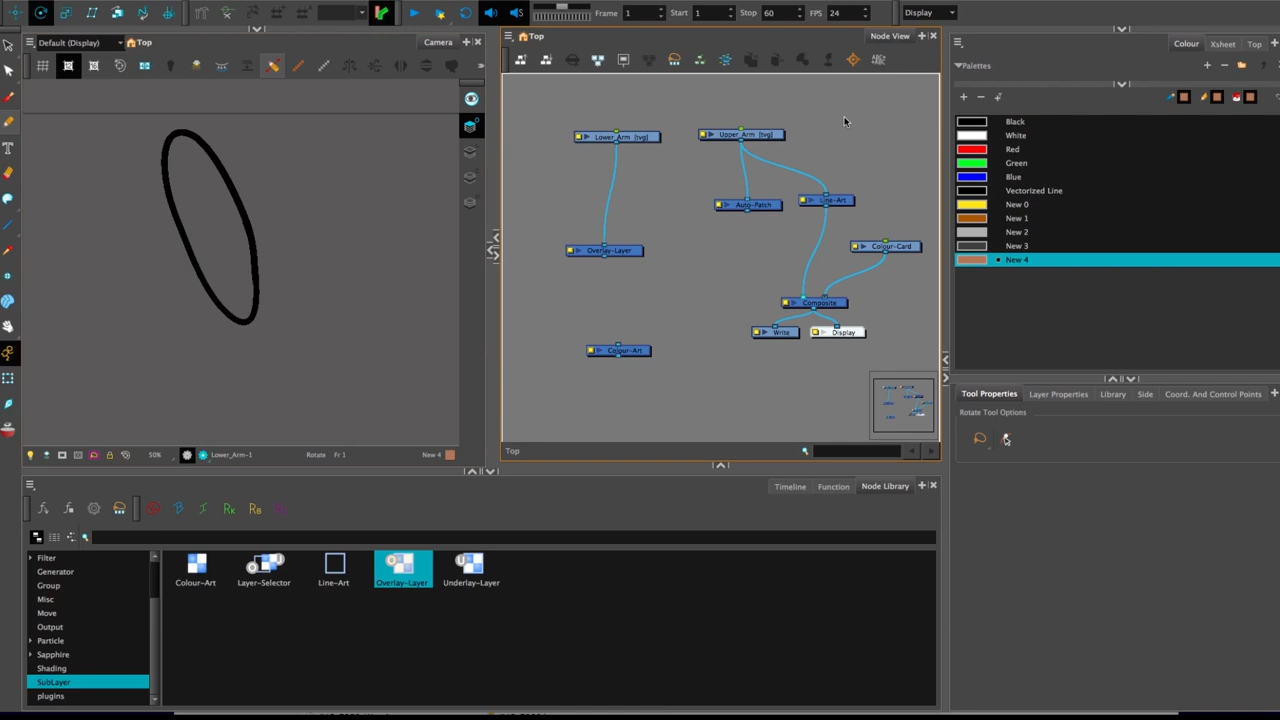 Frame 1 Start 1 Stop 60 FPS 24 Display
Default (Display) Top Camera
Top Node View
Colour Xsheet Top
Palettes
ABC
Lower_Arm [tvg]
Upper_Arm [tvg]
Auto-Patch
Line-Art
Overlay-Layer
Colour-Card
Composite
Write
Display
Colour-Art
Top
Black
White
Red
Green
Blue
Vectorized Line
New 0
New 1
New 2
New 3
New 4
Tool Properties Layer Properties Library Side Coord. And Control Points
Rotate Tool Options
50% Lower_Arm-1 Rotate Fr 1 New 4
Timeline Function Node Library
Filter
Generator
Group
Misc
Move
Output
Particle
Sapphire
Shading
SubLayer
plugins
Colour-Art Layer-Selector Line-Art Overlay-Layer Underlay-Layer